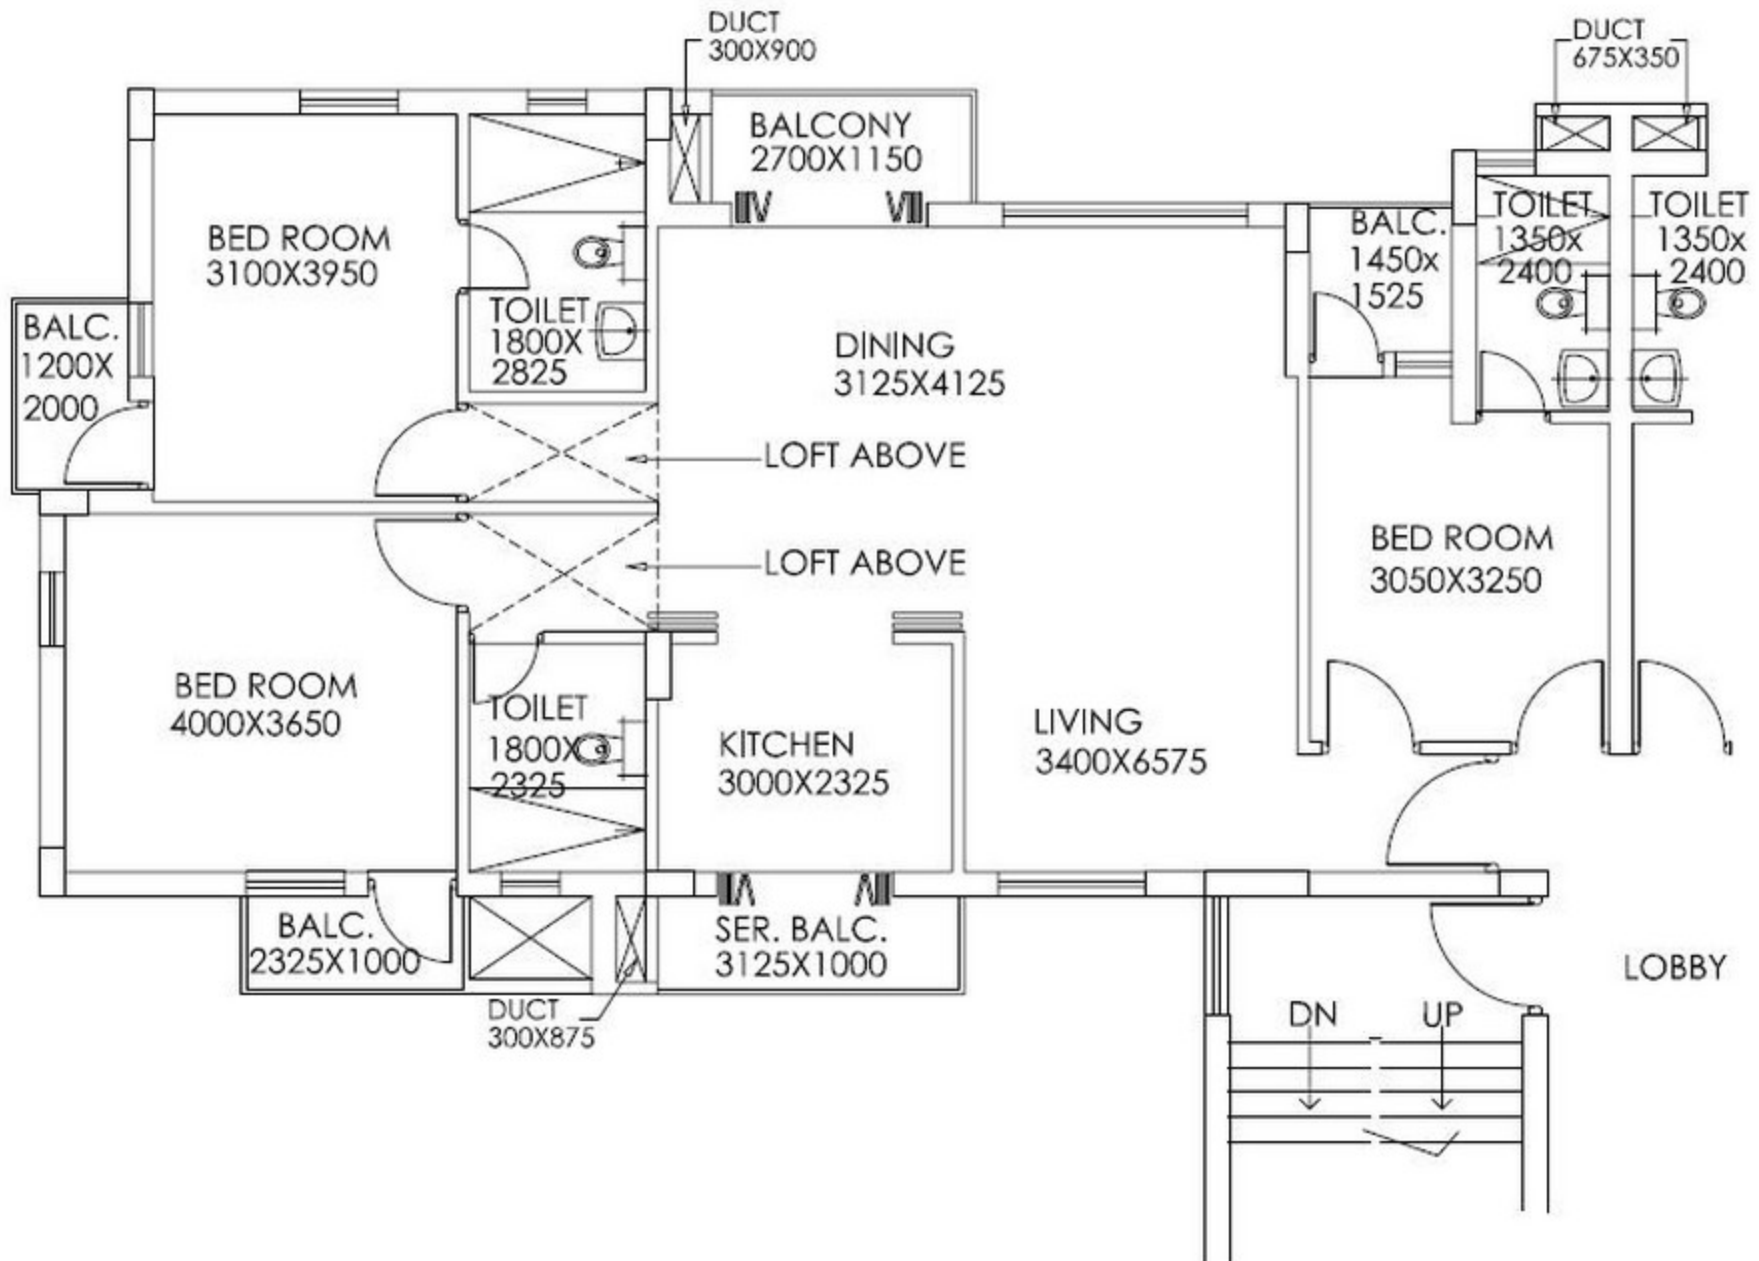 DUCT
300X900
DUCT
675X350
BALCONY
2700X1150
BED ROOM
3100X3950
TOILET
1800X
2825
BALC.
1200X
2000
DINING
3125X4125
BALC.
1450x
1525
TOILET
1350x
2400
TOILET
1350x
2400
LOFT ABOVE
LOFT ABOVE
BED ROOM
3050X3250
BED ROOM
4000X3650
TOILET
1800X
2325
KITCHEN
3000X2325
LIVING
3400X6575
BALC.
2325X1000
SER. BALC.
3125X1000
DUCT
300X875
LOBBY
DN
UP